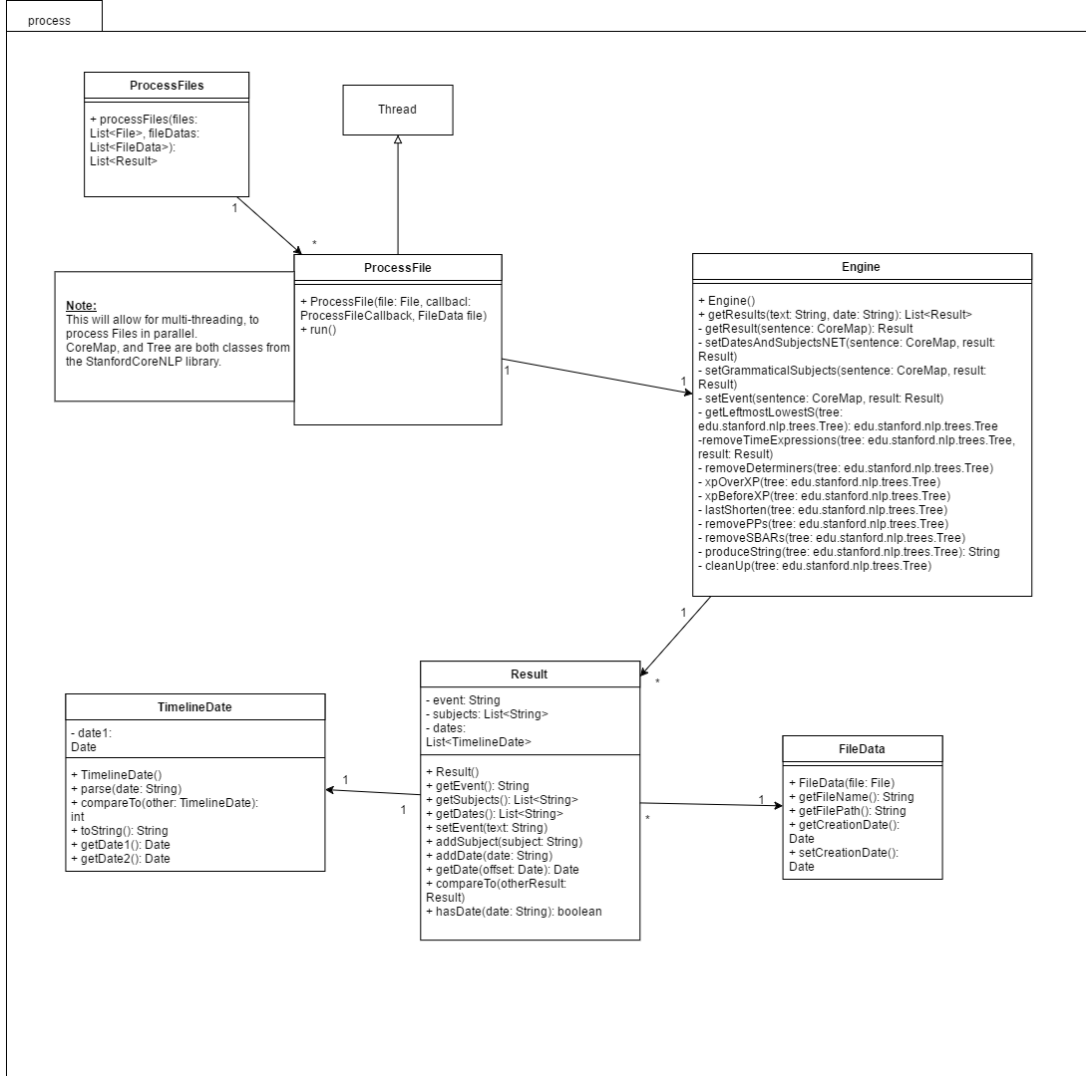 process
ProcessFiles
+ processFiles(files:
List<File>, fileDatas:
List<FileData>):
List<Result>
Thread
1
*
ProcessFile
+ ProcessFile(file: File, callbacl:
ProcessFileCallback, FileData file)
+ run()
Note:
This will allow for multi-threading, to
process Files in parallel.
CoreMap, and Tree are both classes from
the StanfordCoreNLP library.
1
1
Engine
+ Engine()
+ getResults(text: String, date: String): List<Result>
- getResult(sentence: CoreMap): Result
- setDatesAndSubjectsNET(sentence: CoreMap, result:
Result)
- setGrammaticalSubjects(sentence: CoreMap, result:
Result)
- setEvent(sentence: CoreMap, result: Result)
- getLeftmostLowestS(tree:
edu.stanford.nlp.trees.Tree): edu.stanford.nlp.trees.Tree
-removeTimeExpressions(tree: edu.stanford.nlp.trees.Tree,
result: Result)
- removeDeterminers(tree: edu.stanford.nlp.trees.Tree)
- xpOverXP(tree: edu.stanford.nlp.trees.Tree)
- xpBeforeXP(tree: edu.stanford.nlp.trees.Tree)
- lastShorten(tree: edu.stanford.nlp.trees.Tree)
- removePPs(tree: edu.stanford.nlp.trees.Tree)
- removeSBARs(tree: edu.stanford.nlp.trees.Tree)
- produceString(tree: edu.stanford.nlp.trees.Tree): String
- cleanUp(tree: edu.stanford.nlp.trees.Tree)
1
*
TimelineDate
- date1:
Date
+ TimelineDate()
+ parse(date: String)
+ compareTo(other: TimelineDate):
int
+ toString(): String
+ getDate1(): Date
+ getDate2(): Date
1
1
Result
- event: String
- subjects: List<String>
- dates:
List<TimelineDate>
+ Result()
+ getEvent(): String
+ getSubjects(): List<String>
+ getDates(): List<String>
+ setEvent(text: String)
+ addSubject(subject: String)
+ addDate(date: String)
+ getDate(offset: Date): Date
+ compareTo(otherResult:
Result)
+ hasDate(date: String): boolean
*
1
FileData
+ FileData(file: File)
+ getFileName(): String
+ getFilePath(): String
+ getCreationDate():
Date
+ setCreationDate():
Date